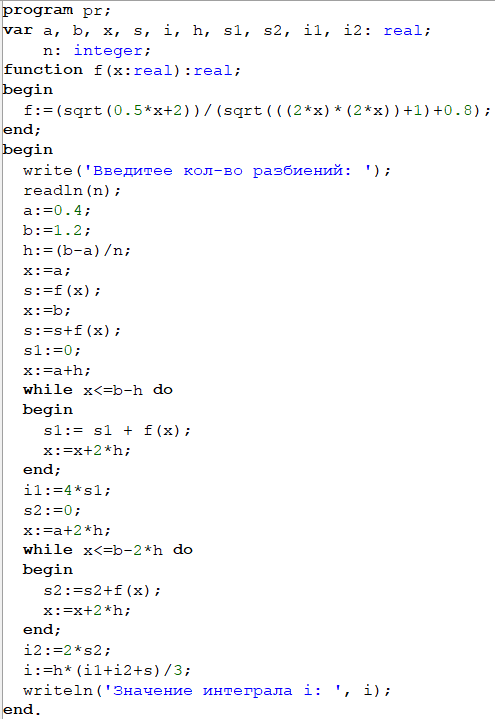 program pr;
var a, b, x, s, i, h, s1, s2, i1, i2: real;
    n: integer;
function f(x:real):real;
begin
  f:=(sqrt(0.5*x+2))/(sqrt(((2*x)*(2*x))+1)+0.8);
end;
begin
  write('Введитее кол-во разбиений: ');
  readln(n);
  a:=0.4;
  b:=1.2;
  h:=(b-a)/n;
  x:=a;
  s:=f(x);
  x:=b;
  s:=s+f(x);
  s1:=0;
  x:=a+h;
  while x<=b-h do
  begin
    s1:= s1 + f(x);
    x:=x+2*h;
  end;
  i1:=4*s1;
  s2:=0;
  x:=a+2*h;
  while x<=b-2*h do
  begin
    s2:=s2+f(x);
    x:=x+2*h;
  end;
  i2:=2*s2;
  i:=h*(i1+i2+s)/3;
  writeln('Значение интеграла i: ', i);
end.